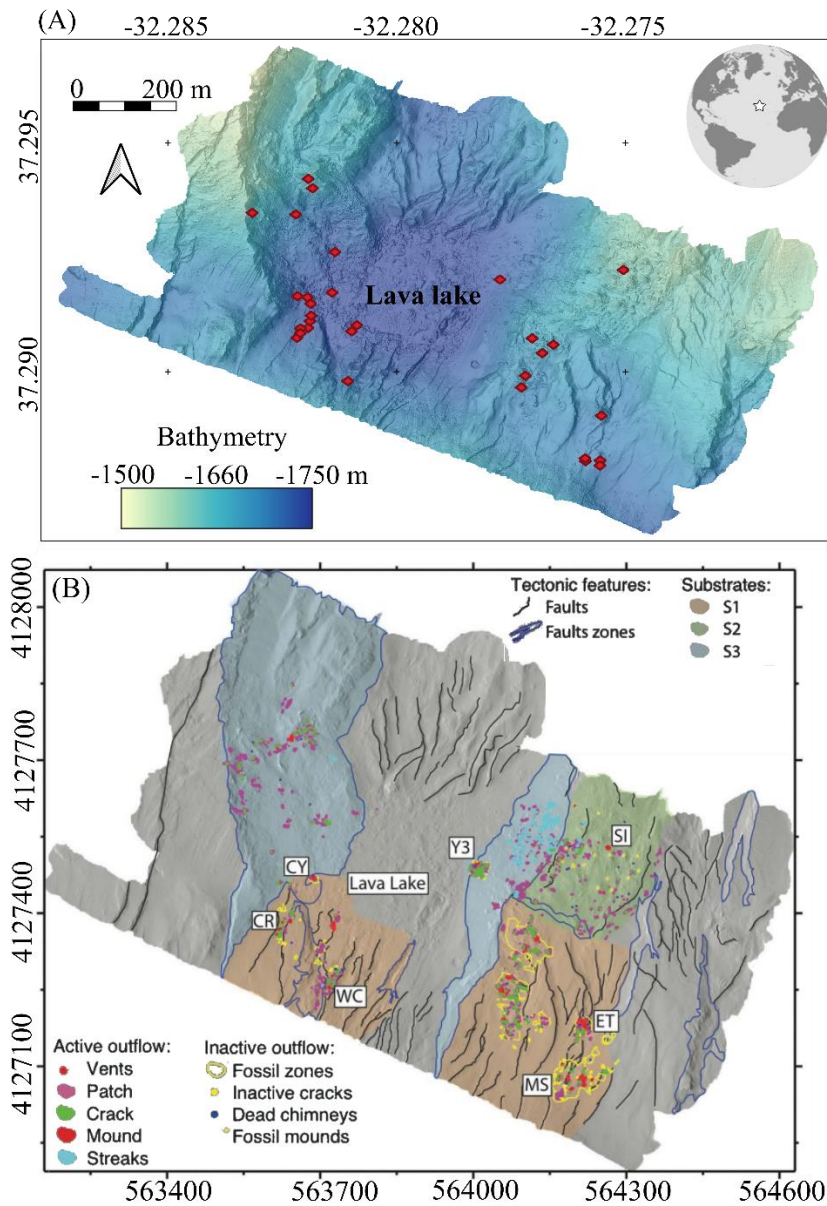 (A)
-32.285 -32.280 -32.275
0 200 m
37.295
37.290
Lava lake
Bathymetry
-1500 -1660 -1750 m
(B)
Tectonic features:
Faults
Faults zones
Substrates:
S1
S2
S3
4128000
4127700
4127400
4127100
CY
Lava Lake
Y3
SI
CR
WC
ET
MS
Active outflow:
Vents
Patch
Crack
Mound
Streaks
Inactive outflow:
Fossil zones
Inactive cracks
Dead chimneys
Fossil mounds
563400 563700 564000 564300 564600